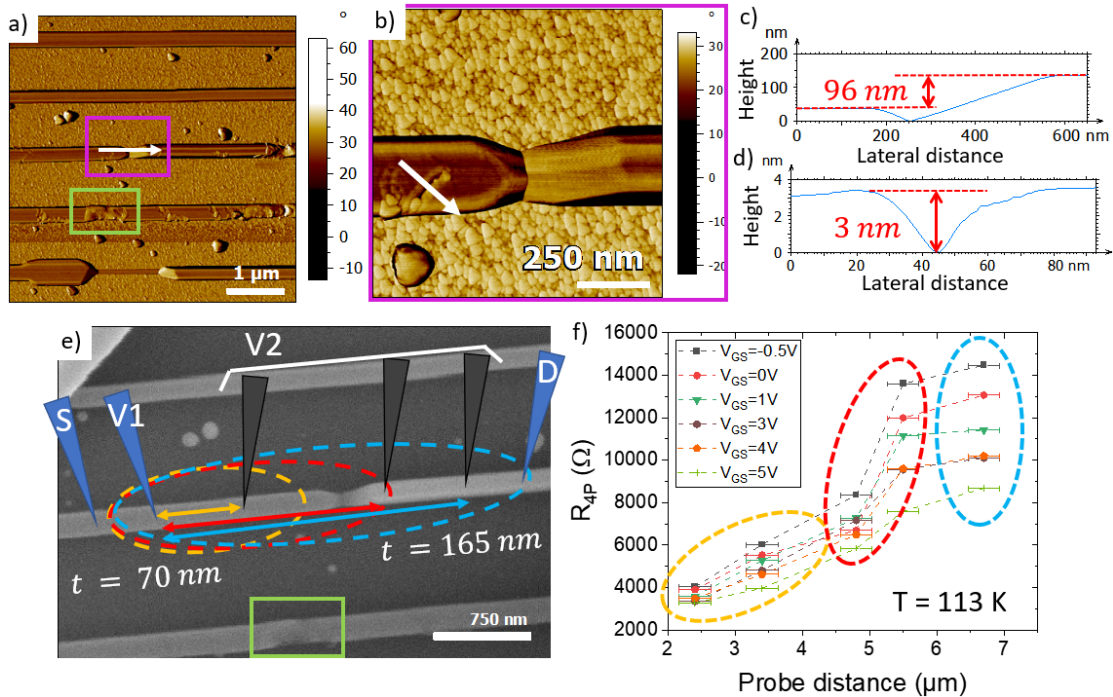 a)
o
60
50
40
30
20
10
0
-10
1 µm
b)
o
30
20
10
0
-10
-20
250 nm
c)
nm
200
100
0
Height
96 nm
0 200 400 600 nm
Lateral distance
d)
nm
4
2
0
Height
3 nm
0 20 40 60 80 nm
Lateral distance
e)
V2
S
V1
D
t = 70 nm
t = 165 nm
750 nm
f)
16000
14000
12000
10000
8000
6000
4000
2000
R4P (Ω)
VGS=-0.5V
VGS=0V
VGS=1V
VGS=3V
VGS=4V
VGS=5V
T = 113 K
2 3 4 5 6 7
Probe distance (µm)